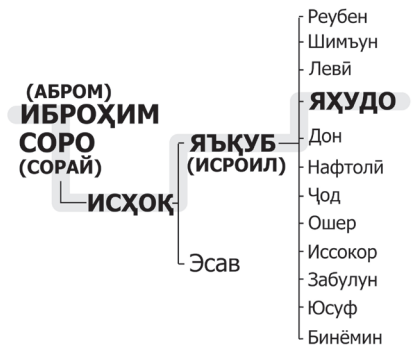 (АБРОМ)
ИБРОҲИМ
СОРО
(СОРАЙ)
ИСҲОҚ
ЯЪҚУБ
(ИСРОИЛ)
Эсав
Реубен
Шимъун
Левӣ
ЯҲУДО
Дон
Нафтолӣ
Ҷод
Ошер
Иссокор
Забулун
Юсуф
Бинёмин